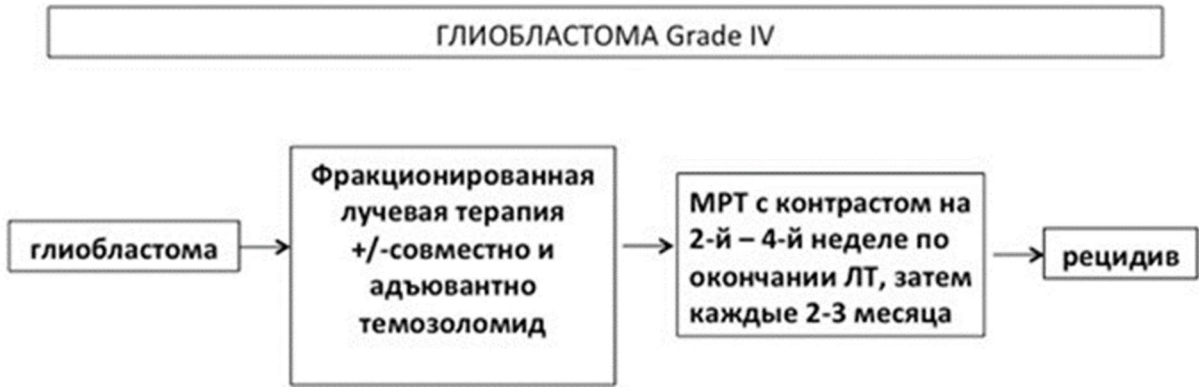 ГЛИОБЛАСТОМА Grade IV
глиобластома
Фракционированная
лучевая терапия
+/-совместно и
адъювантно
темозоломид
МРТ с контрастом на
2-й – 4-й неделе по
окончании ЛТ, затем
каждые 2-3 месяца
рецидив